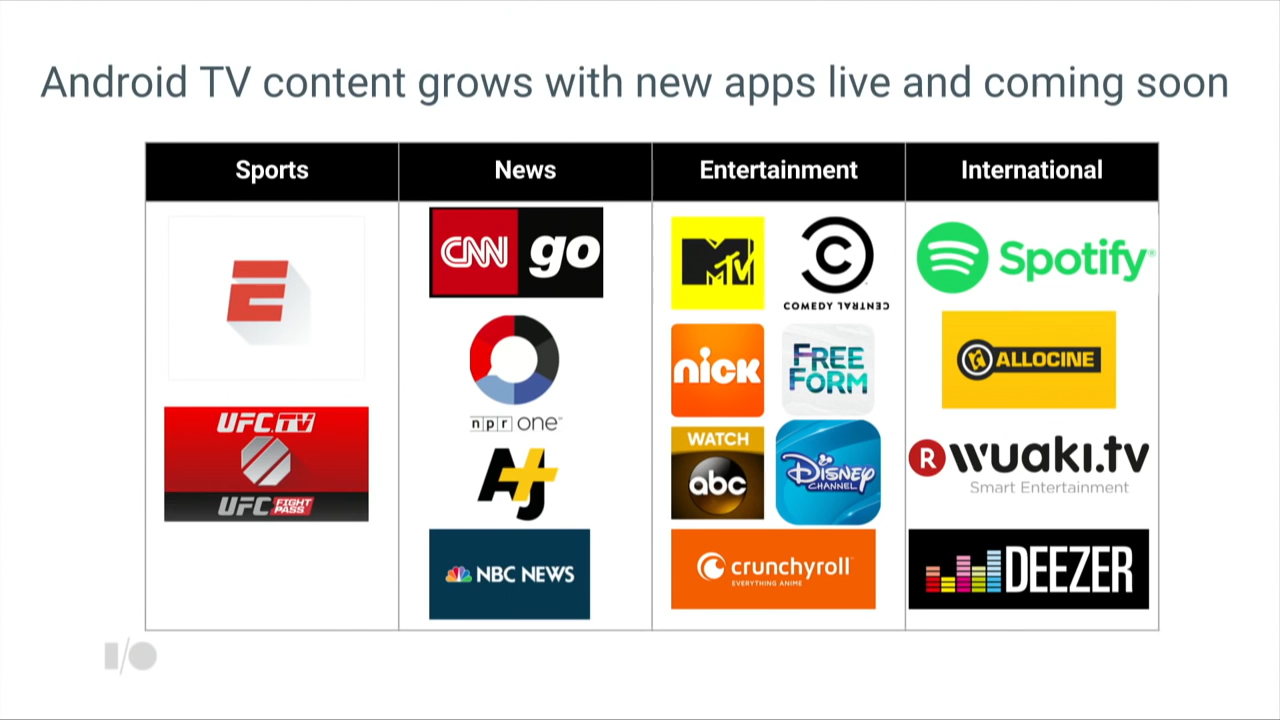 Android TV content grows with new apps live and coming soon
Sports
News
Entertainment
International
E
UFC.TV
UFC FIGHT PASS
CNN go
npr one
AJ+
NBC NEWS
MTV
COMEDY CENTRAL
nick
FREE
FORM
WATCH
abc
Disney
CHANNEL
crunchyroll
EVERYTHING ANIME
Spotify®
ALLOCINE
R wuaki.tv
Smart Entertainment
DEEZER
I/O